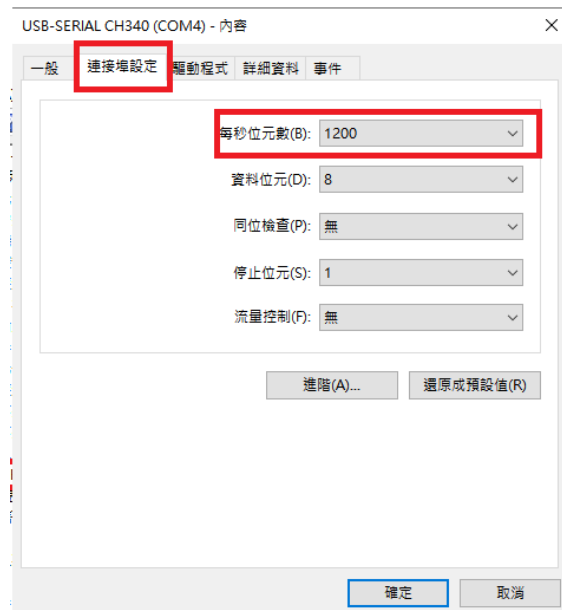 USB-SERIAL CH340 (COM4) - 內容
一般 連接埠設定 驅動程式 詳細資料 事件
每秒位元數(B): 1200
資料位元(D): 8
同位檢查(P): 無
停止位元(S): 1
流量控制(F): 無
進階(A)... 還原成預設值(R)
確定 取消